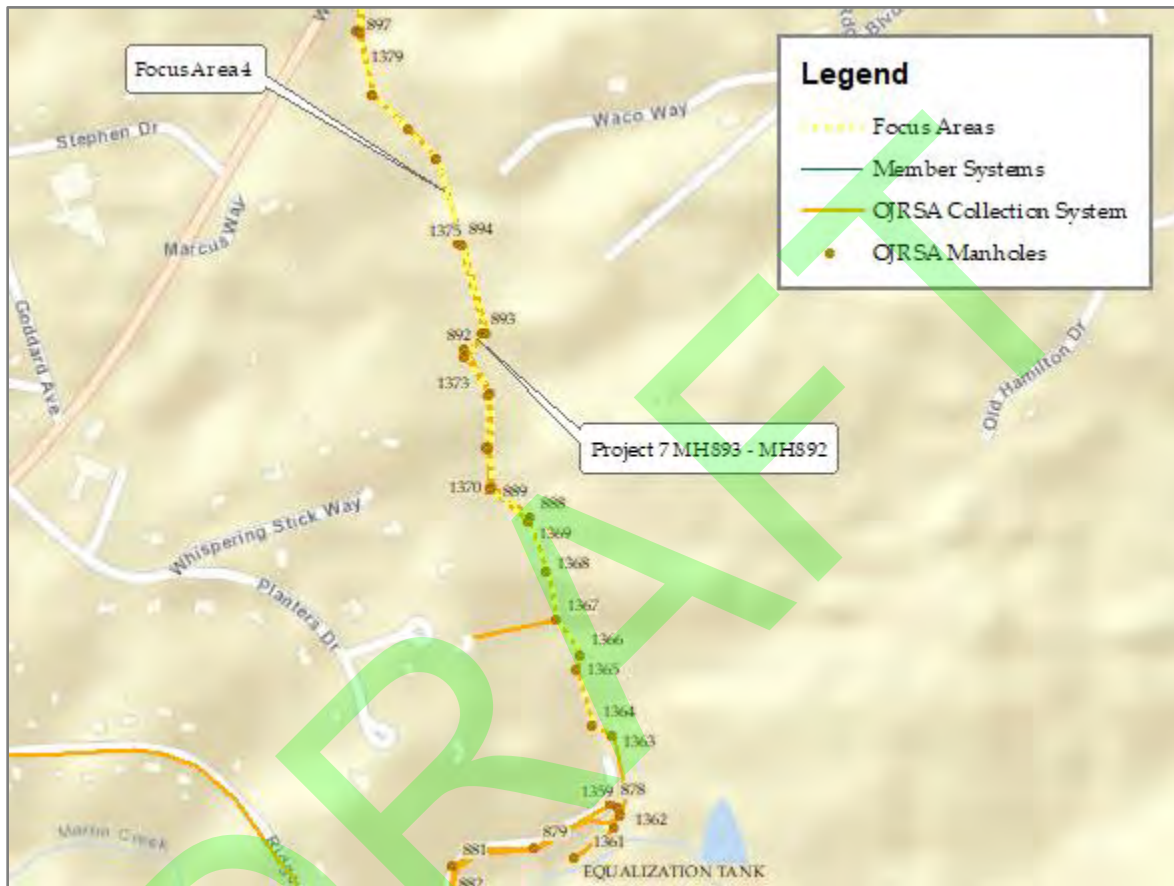 897
1379
Focus Area 4
Stephen Dr
Waco Way
Marcus Way
Legend
Focus Areas
Member Systems
OJRSA Collection System
OJRSA Manholes
1375
894
Goddard Ave
893
892
1373
Old Hamilton Dr
Project 7 MH893 - MH892
1370
889
888
1369
Whispering Stick Way
1368
Planters Dr
1367
1366
1365
1364
1363
1359
878
1362
Martin Creek
879
1361
881
EQUALIZATION TANK
882
DRAFT